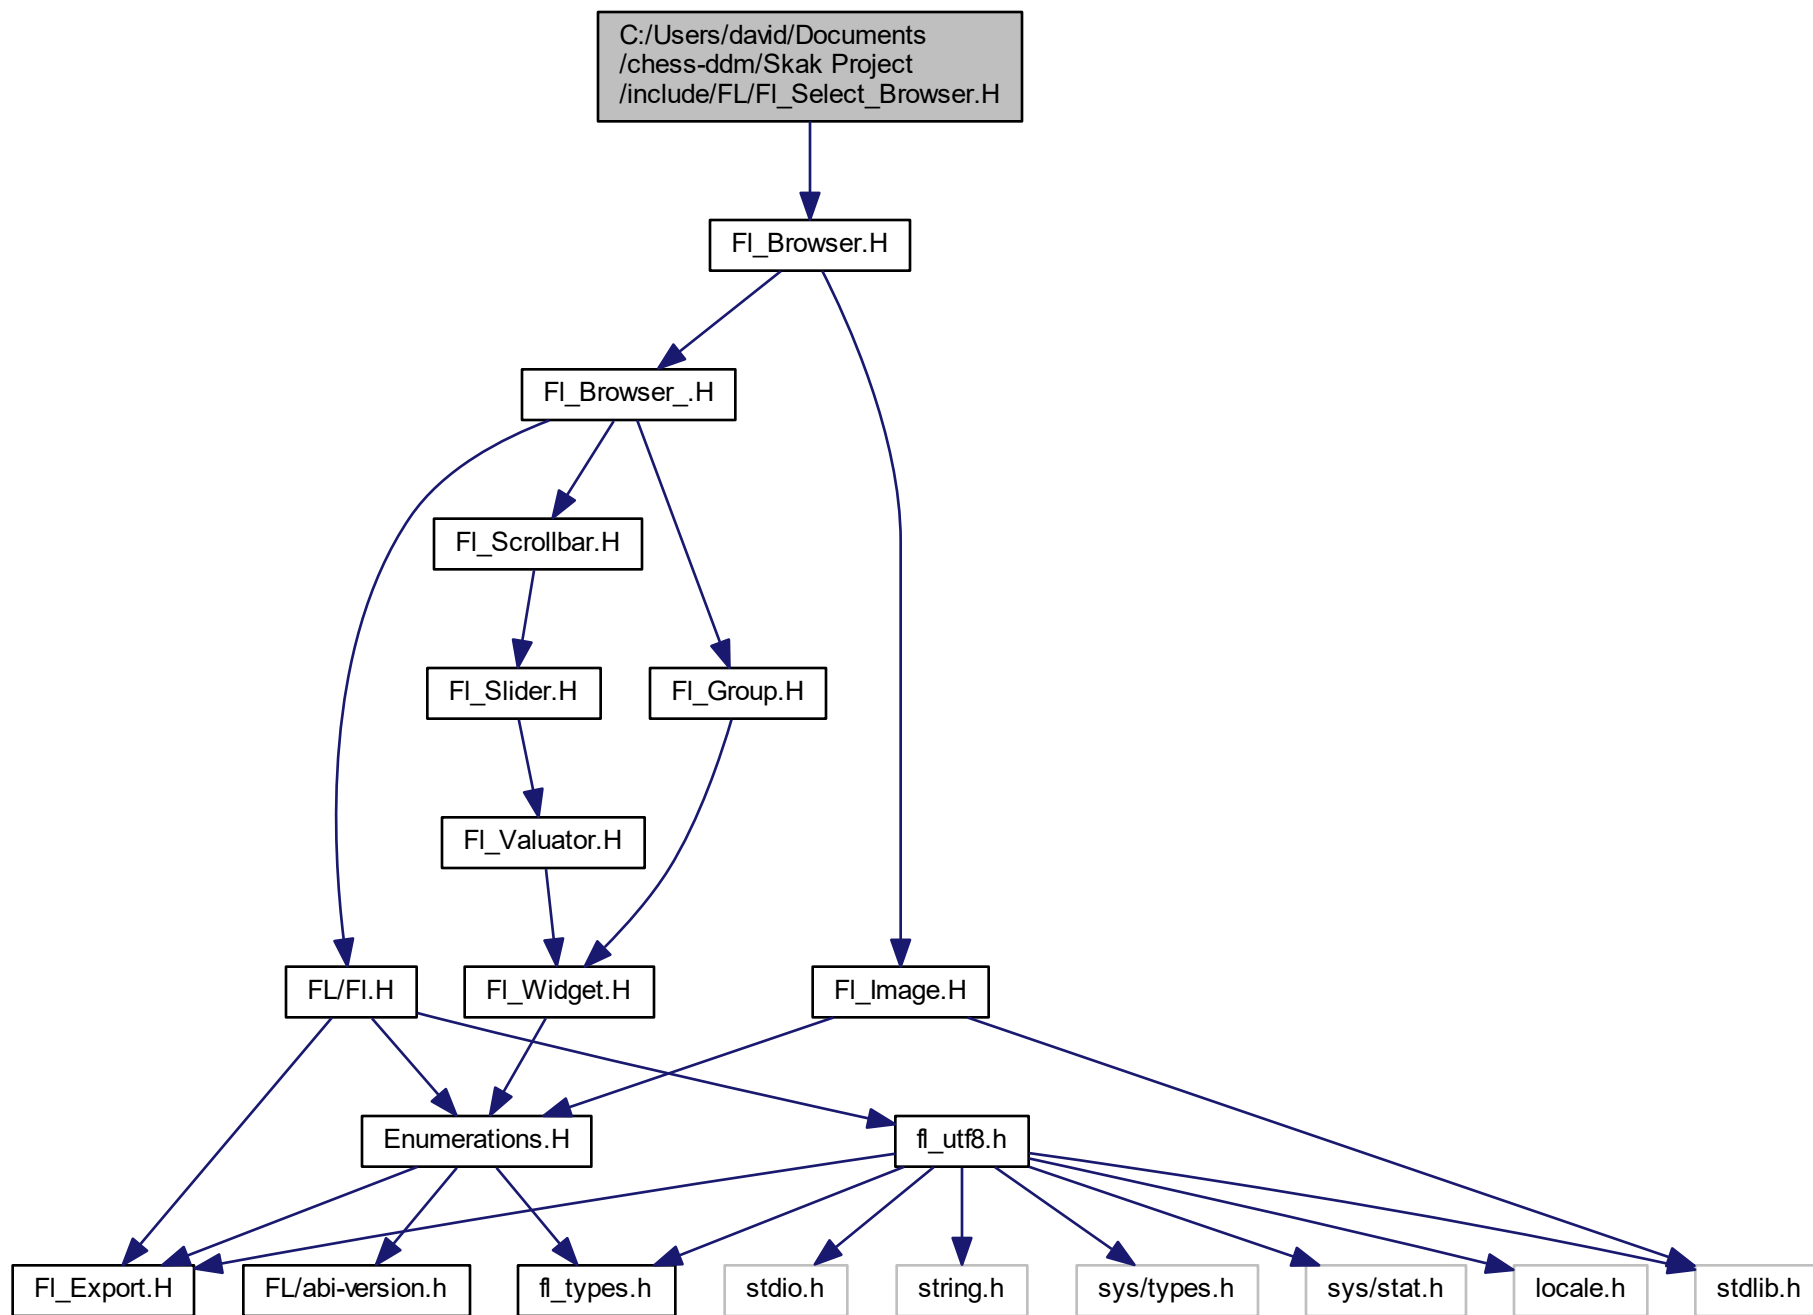 C:/Users/david/Documents
/chess-ddm/Skak Project
/include/FL/Fl_Select_Browser.H
Fl_Browser.H
Fl_Browser_.H
Fl_Scrollbar.H
Fl_Slider.H
Fl_Group.H
Fl_Valuator.H
FL/Fl.H
Fl_Widget.H
Fl_Image.H
Enumerations.H
fl_utf8.h
Fl_Export.H
FL/abi-version.h
fl_types.h
stdio.h
string.h
sys/types.h
sys/stat.h
locale.h
stdlib.h